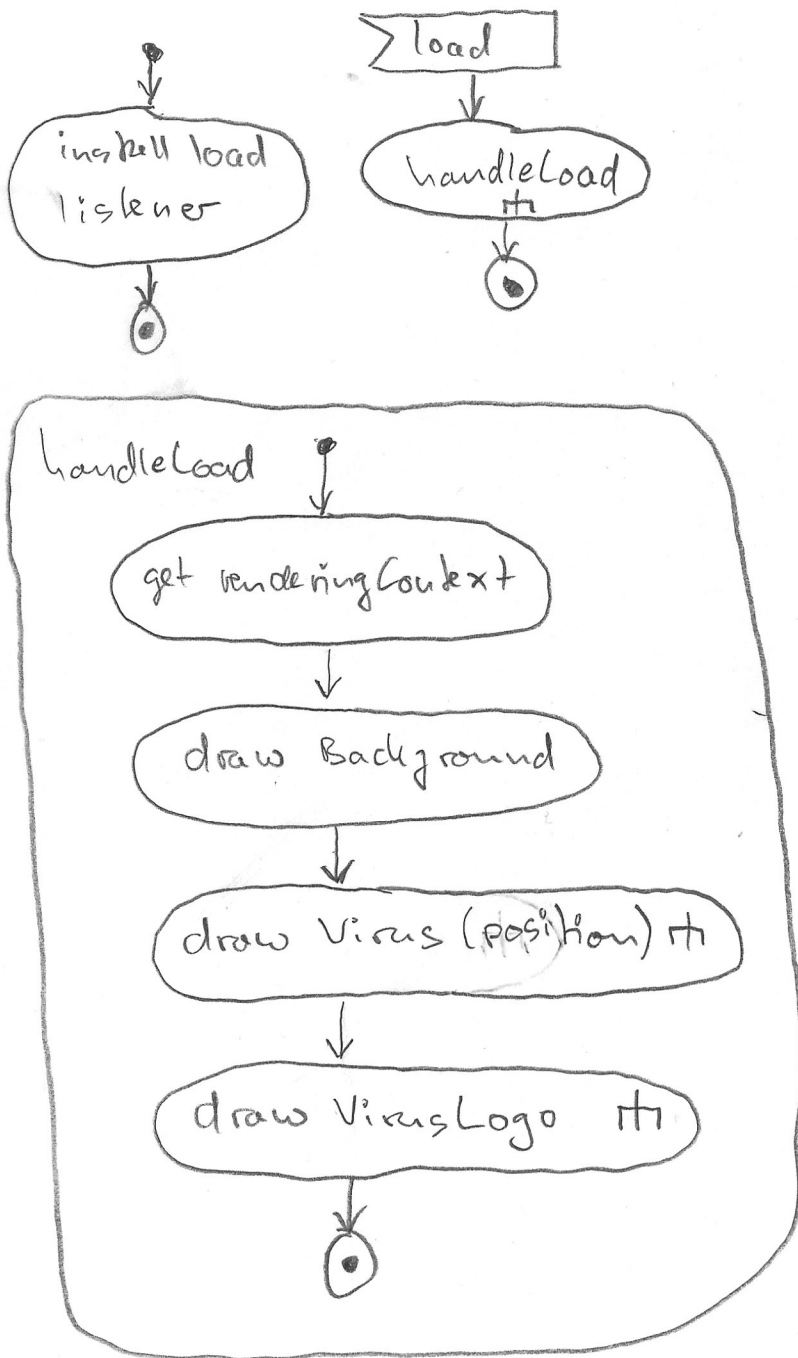 install load
listener
load
handleLoad
handleLoad
get renderingContext
draw Background
draw Virus (position)
draw VirusLogo